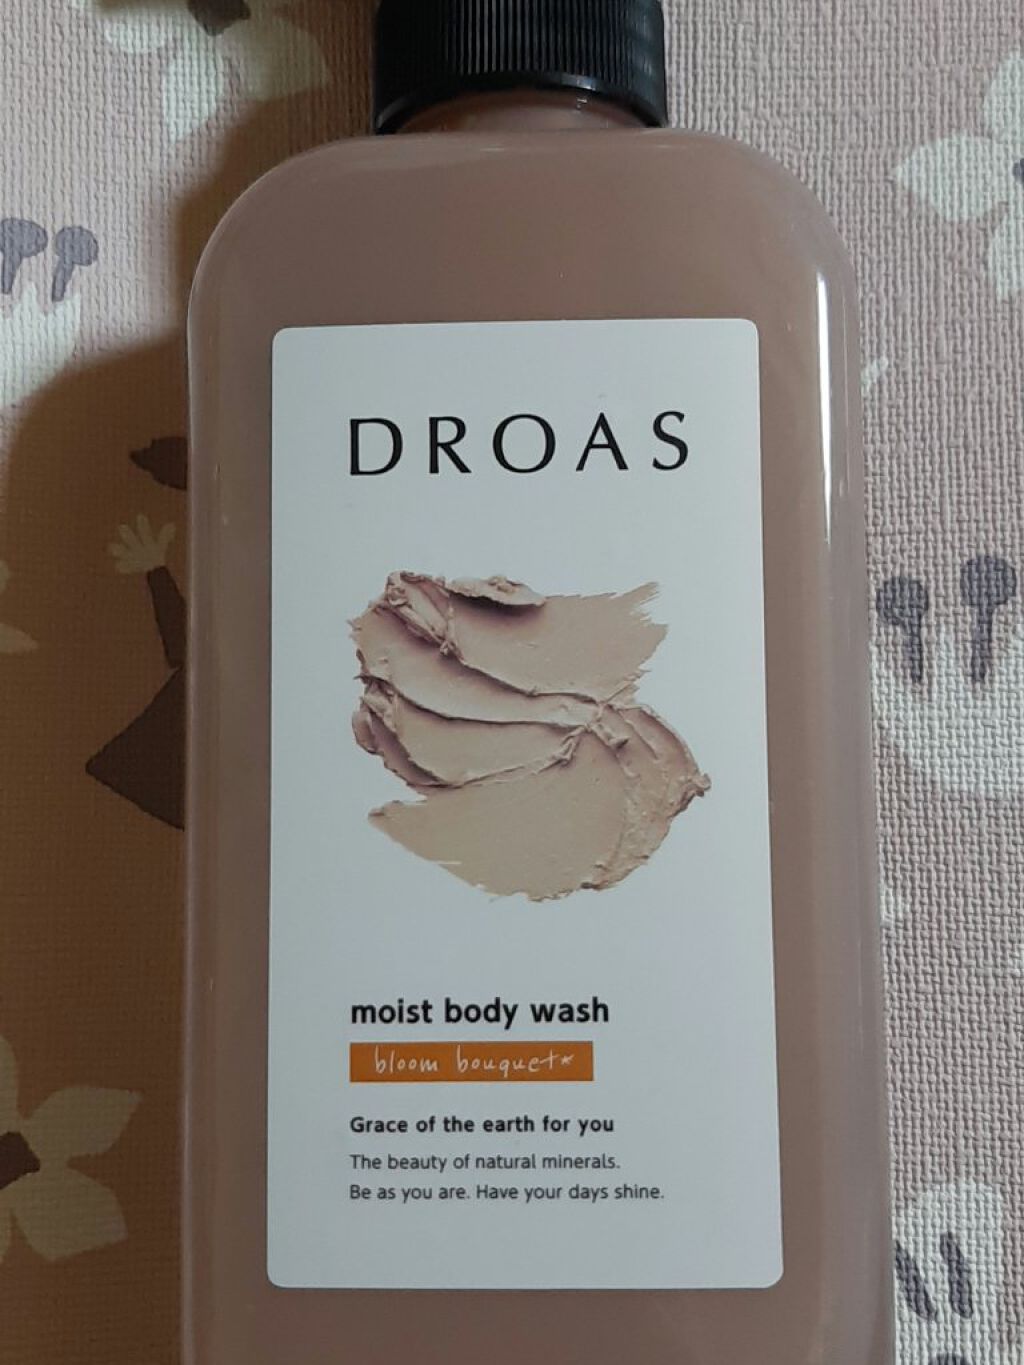 DROAS
moist body wash
bloom bouquet*
Grace of the earth for you
The beauty of natural minerals.
Be as you are. Have your days shine.